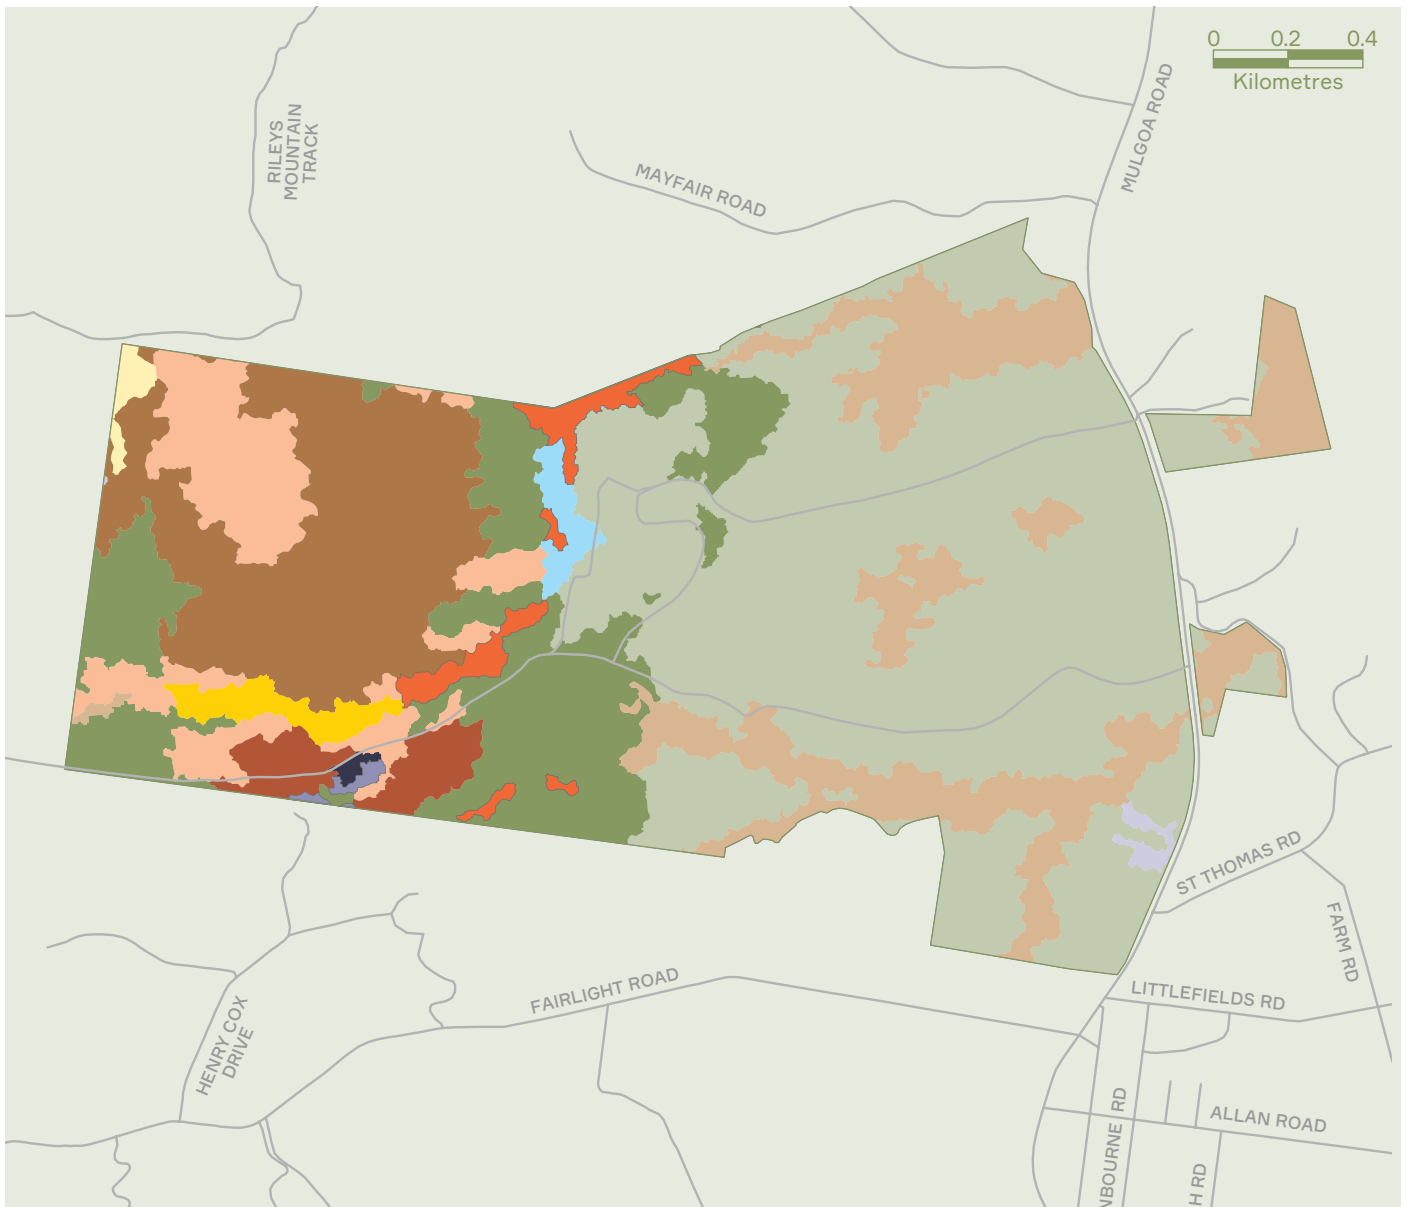 0 0.2 0.4
Kilometres
MULGOA ROAD
RILEYS
MOUNTAIN
TRACK
MAYFAIR ROAD
ST THOMAS RD
FARM RD
FAIRLIGHT ROAD
LITTLEFIELDS RD
HENRY COX
DRIVE
ALLAN ROAD
NBOURNE RD
H RD